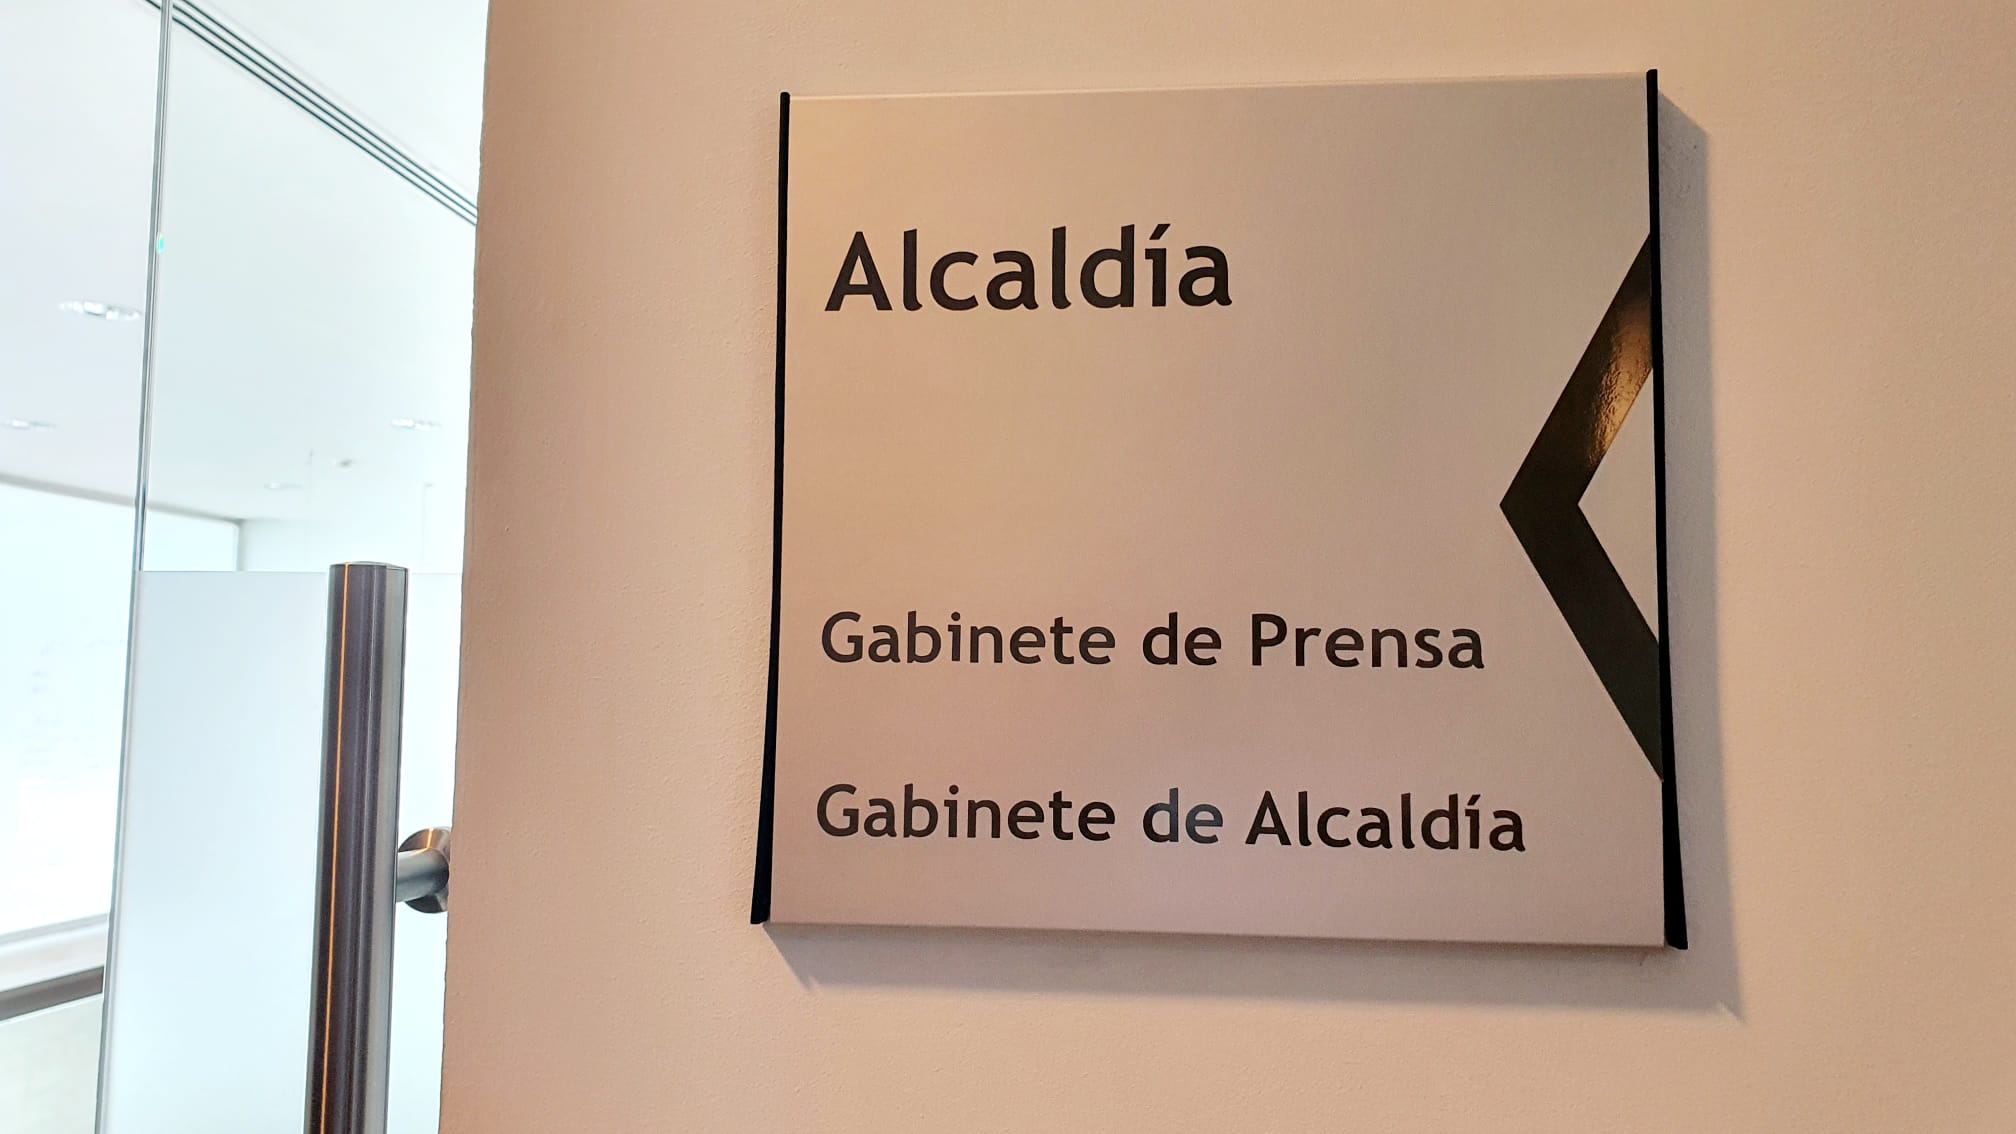 Alcaldía
Gabinete de Prensa
Gabinete de Alcaldía